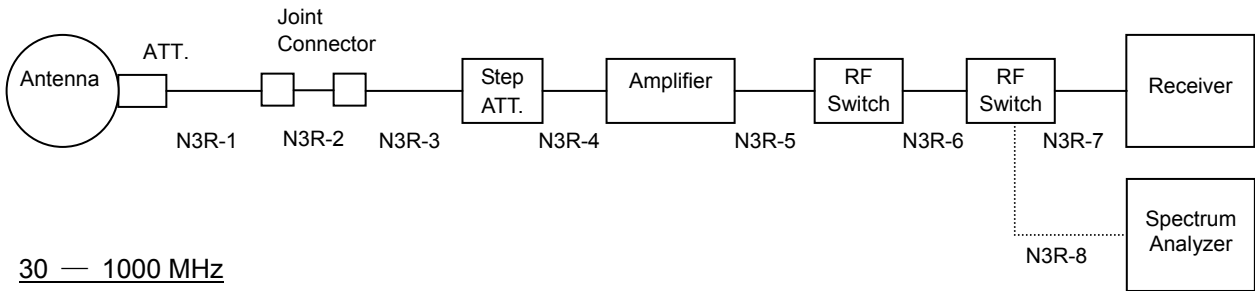 Joint
Connector
ATT.
Antenna
Step
ATT.
Amplifier
RF
Switch
RF
Switch
Receiver
N3R-1
N3R-2
N3R-3
N3R-4
N3R-5
N3R-6
N3R-7
Spectrum
Analyzer
N3R-8
30 — 1000 MHz